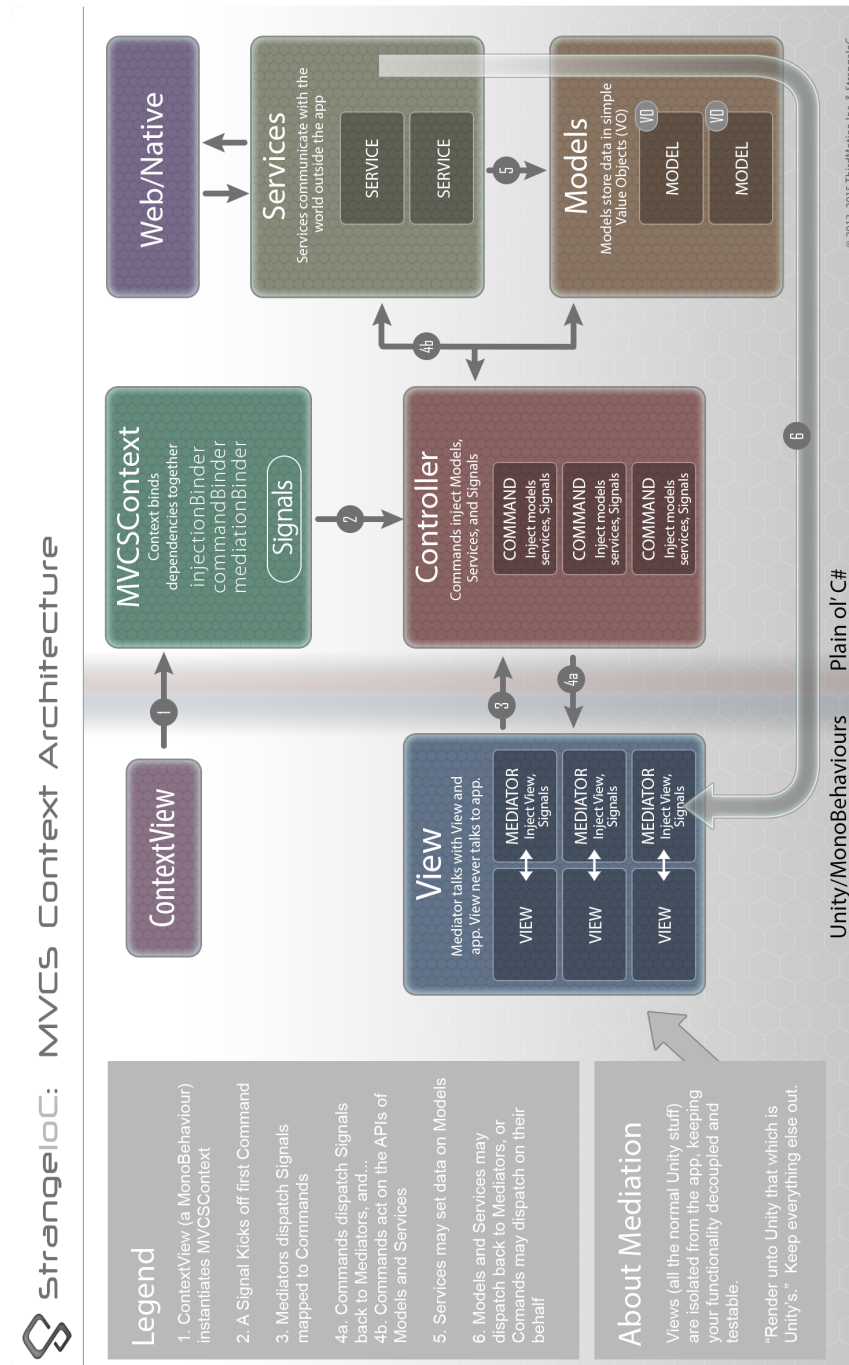 StrangeIoC: MVCS Context Architecture
Legend
1. ContextView (a MonoBehaviour)
instantiates MVCSContext
2. A Signal Kicks off first Command
3. Mediators dispatch Signals
mapped to Commands
4a. Commands dispatch Signals
back to Mediators, and...
4b. Commands act on the APIs of
Models and Services
5. Services may set data on Models
6. Models and Services may
dispatch back to Mediators, or
Comands may dispatch on their
behalf
About Mediation
Views (all the normal Unity stuff)
are isolated from the app, keeping
your functionality decoupled and
testable.
"Render unto Unity that which is
Unity's." Keep everything else out.
ContextView
1
MVCSContext
Context binds
dependencies together
injectionBinder
commandBinder
mediationBinder
Signals
2
Web/Native
View
Mediator talks with View and
app. View never talks to app.
VIEW
MEDIATOR
Inject View,
Signals
VIEW
MEDIATOR
Inject View,
Signals
VIEW
MEDIATOR
Inject View,
Signals
3
4a
Controller
Commands inject Models,
Services, and Signals
COMMAND
Inject models
services, Signals
COMMAND
Inject models
services, Signals
COMMAND
Inject models
services, Signals
4b
Services
Services communicate with the
world outside the app
SERVICE
SERVICE
5
Models
Models store data in simple
Value Objects (VO)
VO
MODEL
VO
MODEL
6
Unity/MonoBehaviours
Plain ol' C#